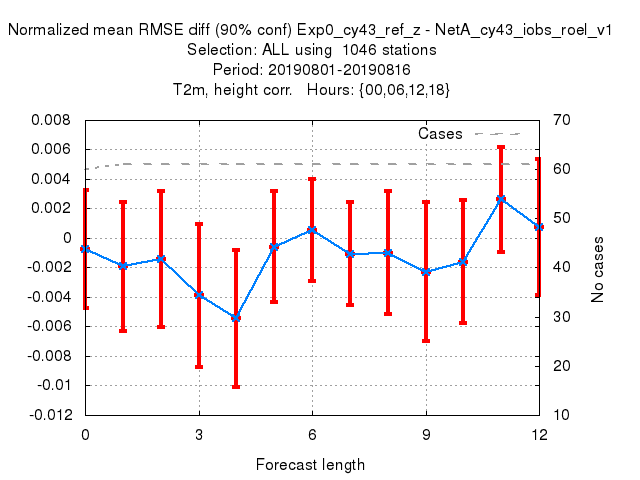 Normalized mean RMSE diff (90% conf) Exp0_cy43_ref_z - NetA_cy43_iobs_roel_v1
Selection: ALL using  1046 stations
Period: 20190801-20190816
T2m, height corr.   Hours: {00,06,12,18}
0.008
0.006
0.004
0.002
0
-0.002
-0.004
-0.006
-0.008
-0.01
-0.012
Cases
70
60
50
40
30
20
10
No cases
0 3 6 9 12
Forecast length